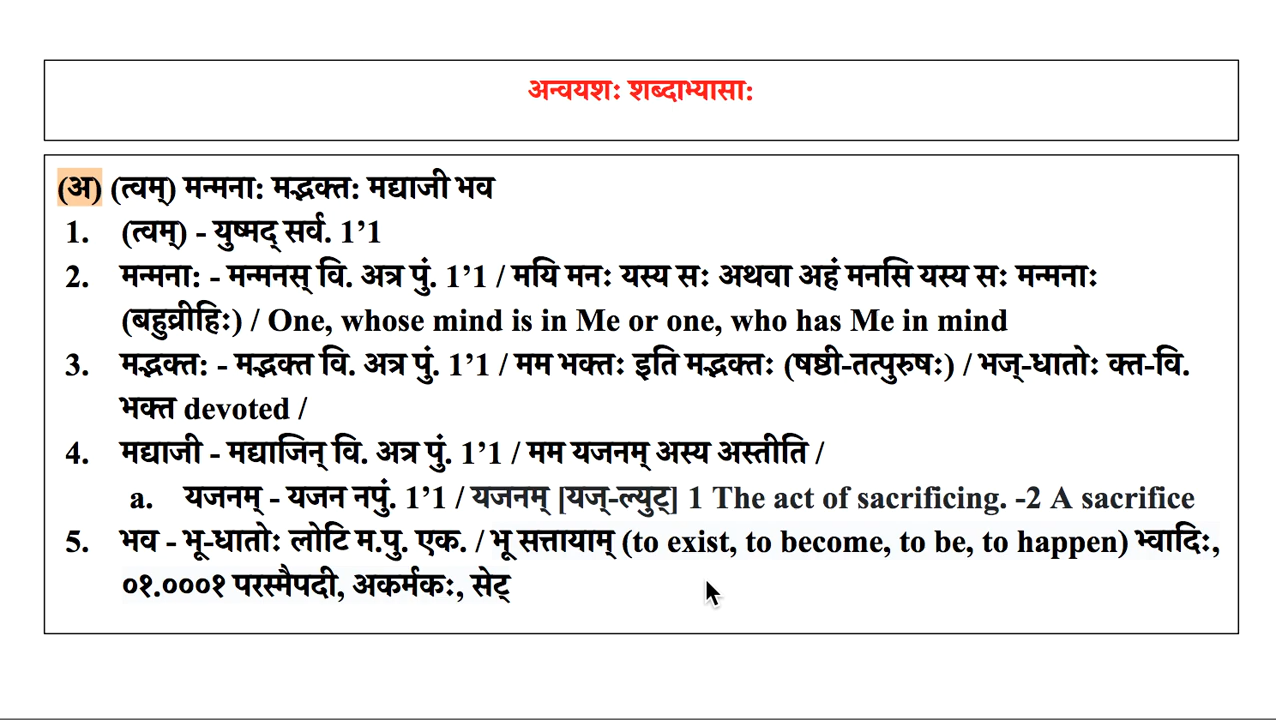 अन्वयशः शब्दाभ्यासा:
(अ) (त्वम्) मन्मना: मद्भक्त: मद्याजी भव
1. (त्वम्) - युष्मद् सर्व. 1’1
2. मन्मना: - मन्मनस् वि. अत्र पुं. 1’1 / मयि मनः यस्य सः अथवा अहं मनसि यस्य सः मन्मनाः
(बहुव्रीहिः) / One, whose mind is in Me or one, who has Me in mind
3. मद्भक्त: - मद्भक्त वि. अत्र पुं. 1’1 / मम भक्तः इति मद्भक्तः (षष्ठी-तत्पुरुषः) / भज्-धातोः क्त-वि.
भक्त devoted /
4. मद्याजी - मद्याजिन् वि. अत्र पुं. 1’1 / मम यजनम् अस्य अस्तीति /
a. यजनम् - यजन नपुं. 1’1 / यजनम् [यज्-ल्युट्] 1 The act of sacrificing. -2 A sacrifice
5. भव - भू-धातोः लोटि म.पु. एक. / भू सत्तायाम् (to exist, to become, to be, to happen) भ्वादिः,
०१.०००१ परस्मैपदी, अकर्मकः, सेट्